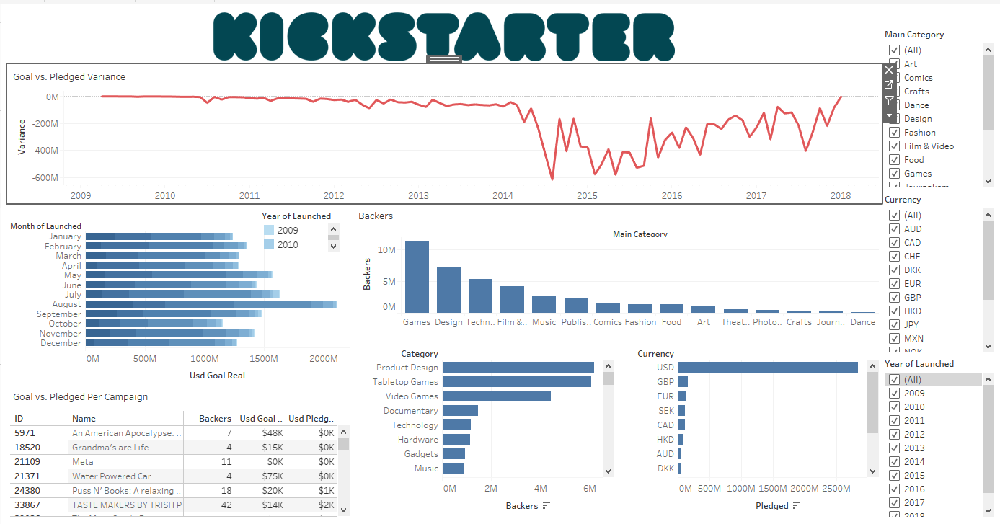 KICKSTARTER
Goal vs. Pledged Variance
Variance
0M
-200M
-400M
-600M
2009 2010 2011 2012 2013 2014 2015 2016 2017 2018
Main Category
(All)
Art
Comics
Crafts
Dance
Design
Fashion
Film & Video
Food
Games
Journalism
Currency
(All)
AUD
CAD
CHF
DKK
EUR
GBP
HKD
JPY
MXN
NOK
Year of Launched
(All)
2009
2010
2011
2012
2013
2014
2015
2016
2017
2018
Month of Launched
January
February
March
April
May
June
July
August
September
October
November
December
0M 500M 1000M 1500M 2000M
Usd Goal Real
Year of Launched
2009
2010
Backers
Main Category
Backers
10M
5M
0M
Games Design Techn.. Film &.. Music Publis.. Comics Fashion Food Art Theat.. Photo.. Crafts Journ.. Dance
Goal vs. Pledged Per Campaign
ID Name Backers Usd Goal .. Usd Pledg..
5971 An American Apocalypse: .. 7 $48K $0K
18520 Grandma's are Life 4 $15K $0K
21109 Meta 11 $0K $0K
21371 Water Powered Car 4 $75K $0K
24380 Puss N' Books: A relaxing .. 18 $20K $1K
33867 TASTE MAKERS BY TRISH P 42 $14K $2K
Category
Product Design
Tabletop Games
Video Games
Documentary
Technology
Hardware
Gadgets
Music
0M 2M 4M 6M
Backers
Currency
USD
GBP
EUR
SEK
CAD
HKD
AUD
DKK
0M 500M 1000M 1500M 2000M 2500M
Pledged